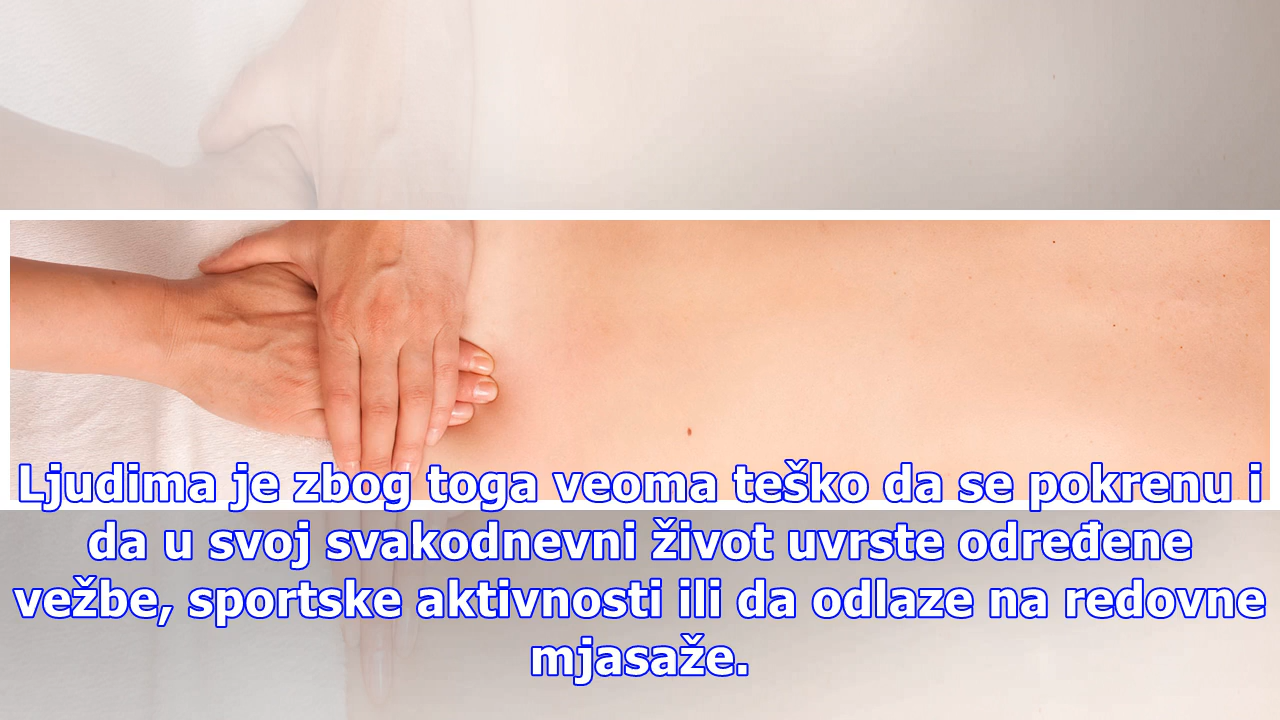 Ljudima je zbog toga veoma teško da se pokrenu i
da u svoj svakodnevni život uvrste određene
vežbe, sportske aktivnosti ili da odlaze na redovne
mjasaže.